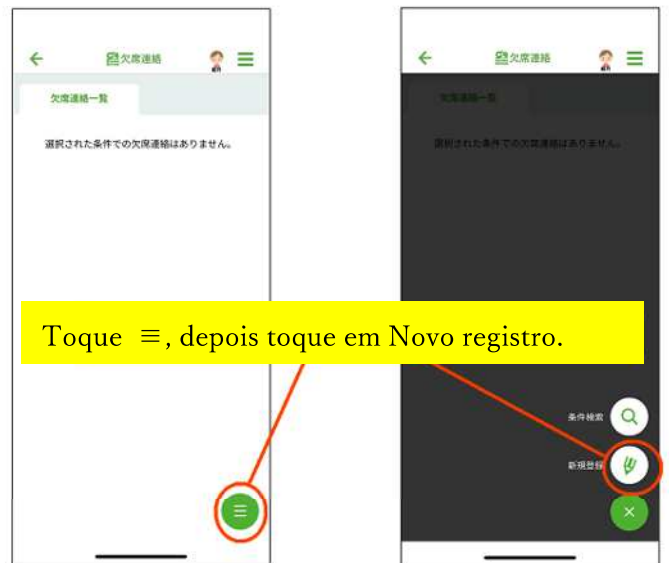 欠席連絡
欠席連絡一覧
選択された条件での欠席連絡はありません。
欠席連絡
欠席連絡一覧
選択された条件での欠席連絡はありません。
Toque ≡, depois toque em Novo registro.
条件検索
新規登録